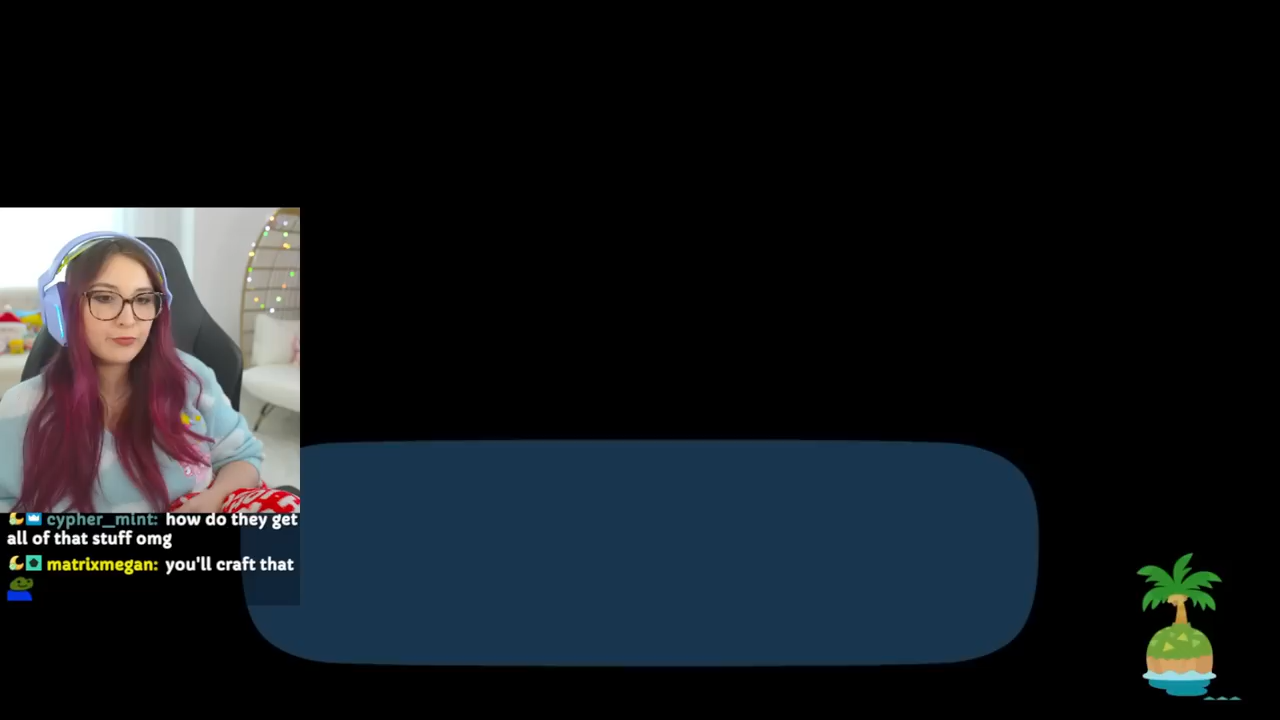 cypher_mint: how do they get
all of that stuff omg
matrixmegan: you'll craft that